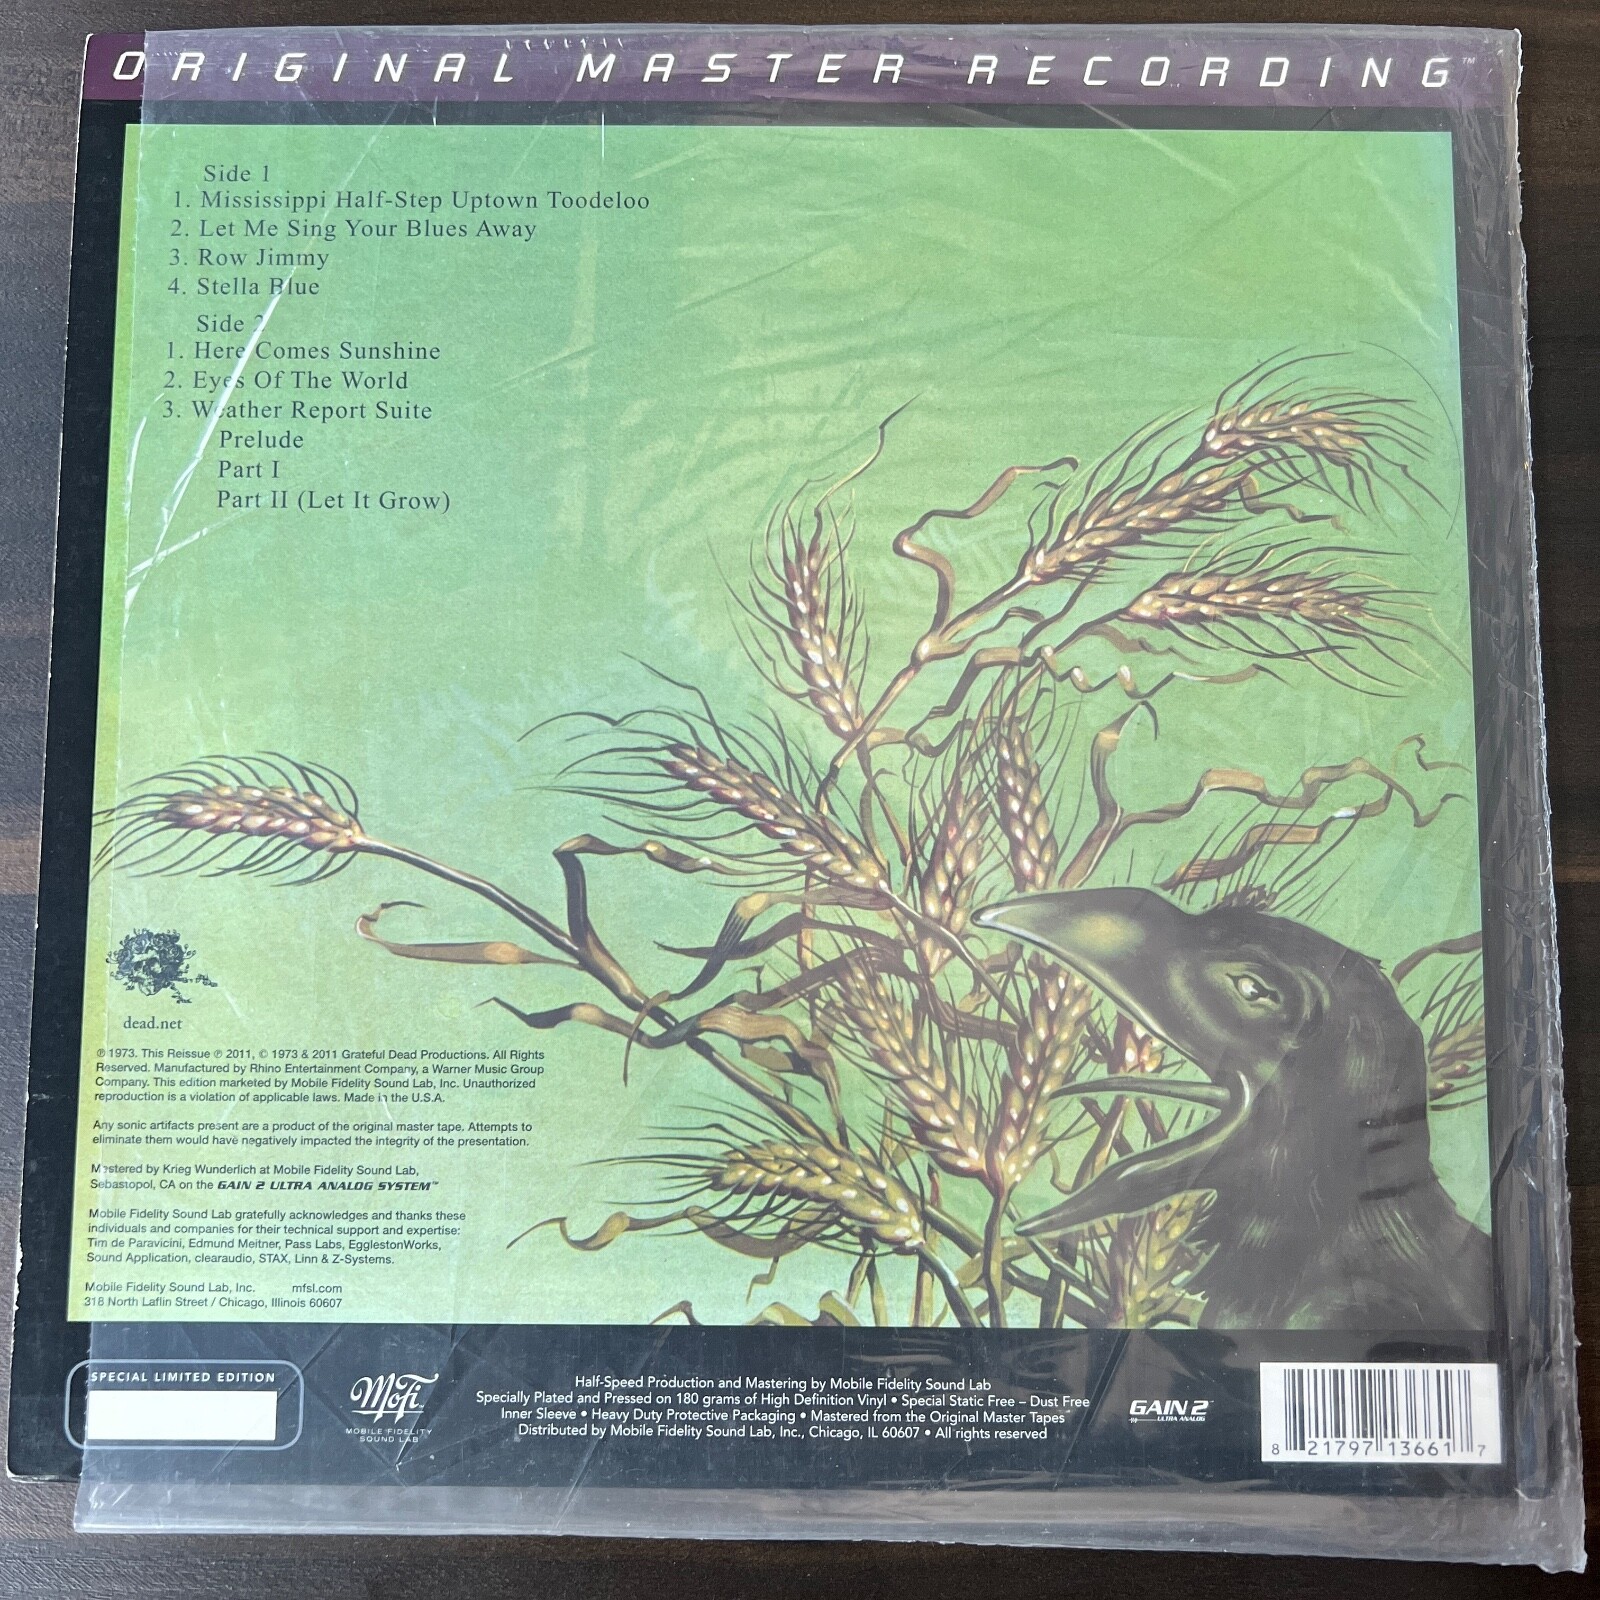 ORIGINAL MASTER RECORDING™
Side 1
1. Mississippi Half-Step Uptown Toodeloo
2. Let Me Sing Your Blues Away
3. Row Jimmy
4. Stella Blue
Side 2
1. Here Comes Sunshine
2. Eyes Of The World
3. Weather Report Suite
Prelude
Part I
Part II (Let It Grow)
dead.net
℗ 1973. This Reissue ℗ 2011, © 1973 & 2011 Grateful Dead Productions. All Rights
Reserved. Manufactured by Rhino Entertainment Company, a Warner Music Group
Company. This edition marketed by Mobile Fidelity Sound Lab, Inc. Unauthorized
reproduction is a violation of applicable laws. Made in the U.S.A.
Any sonic artifacts present are a product of the original master tape. Attempts to
eliminate them would have negatively impacted the integrity of the presentation.
Mastered by Krieg Wunderlich at Mobile Fidelity Sound Lab,
Sebastopol, CA on the GAIN 2 ULTRA ANALOG SYSTEM™
Mobile Fidelity Sound Lab gratefully acknowledges and thanks these
individuals and companies for their technical support and expertise:
Tim de Paravicini, Edmund Meitner, Pass Labs, EgglestonWorks,
Sound Application, clearaudio, STAX, Linn & Z-Systems.
Mobile Fidelity Sound Lab, Inc. mfsl.com
318 North Laflin Street / Chicago, Illinois 60607
SPECIAL LIMITED EDITION
MoFi
MOBILE FIDELITY
SOUND LAB
Half-Speed Production and Mastering by Mobile Fidelity Sound Lab
Specially Plated and Pressed on 180 grams of High Definition Vinyl • Special Static Free – Dust Free
Inner Sleeve • Heavy Duty Protective Packaging • Mastered from the Original Master Tapes
Distributed by Mobile Fidelity Sound Lab, Inc., Chicago, IL 60607 • All rights reserved
GAIN 2™
ULTRA ANALOG
8 21797 13661 7